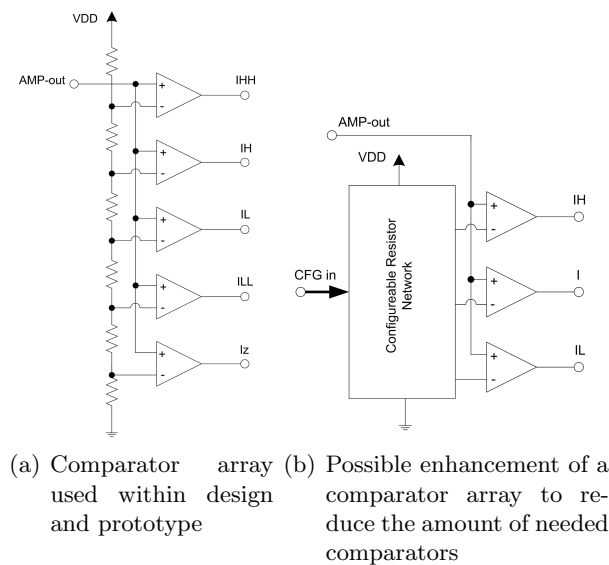 VDD
AMP-out
+
-
IHH
+
-
IH
+
-
IL
+
-
ILL
+
-
Iz
AMP-out
VDD
CFG in
Configureable Resistor
Network
+
-
IH
+
-
I
+
-
IL
(a) Comparator array
used within design
and prototype
(b) Possible enhancement of a
comparator array to re-
duce the amount of needed
comparators